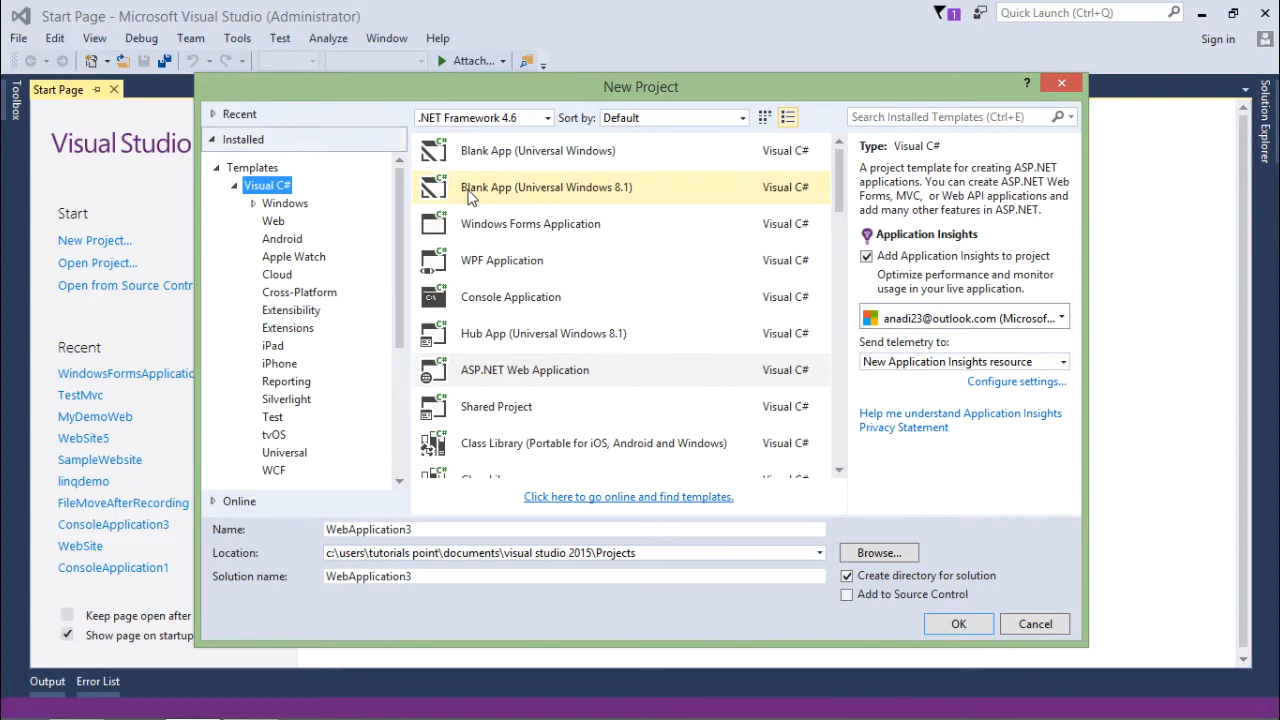 Start Page - Microsoft Visual Studio (Administrator)
1
Quick Launch (Ctrl+Q)
File Edit View Debug Team Tools Test Analyze Window Help
Sign in
Attach...
Toolbox
Start Page
Solution Explorer
Visual Studio
Start
New Project...
Open Project...
Open from Source Contr
Recent
WindowsFormsApplicatio
TestMvc
MyDemoWeb
WebSite5
SampleWebsite
linqdemo
FileMoveAfterRecording
ConsoleApplication3
WebSite
ConsoleApplication1
Keep page open after
Show page on startup
Output Error List
New Project
?
Recent
Installed
Templates
Visual C#
Windows
Web
Android
Apple Watch
Cloud
Cross-Platform
Extensibility
Extensions
iPad
iPhone
Reporting
Silverlight
Test
tvOS
Universal
WCF
Online
.NET Framework 4.6 Sort by: Default
Blank App (Universal Windows) Visual C#
Blank App (Universal Windows 8.1) Visual C#
Windows Forms Application Visual C#
WPF Application Visual C#
Console Application Visual C#
Hub App (Universal Windows 8.1) Visual C#
ASP.NET Web Application Visual C#
Shared Project Visual C#
Class Library (Portable for iOS, Android and Windows) Visual C#
Click here to go online and find templates.
Search Installed Templates (Ctrl+E)
Type: Visual C#
A project template for creating ASP.NET
applications. You can create ASP.NET Web
Forms, MVC, or Web API applications and
add many other features in ASP.NET.
Application Insights
Add Application Insights to project
Optimize performance and monitor
usage in your live application.
anadi23@outlook.com (Microsof...
Send telemetry to:
New Application Insights resource
Configure settings...
Help me understand Application Insights
Privacy Statement
Name: WebApplication3
Location: c:\users\tutorials point\documents\visual studio 2015\Projects
Browse...
Solution name: WebApplication3
Create directory for solution
Add to Source Control
OK Cancel